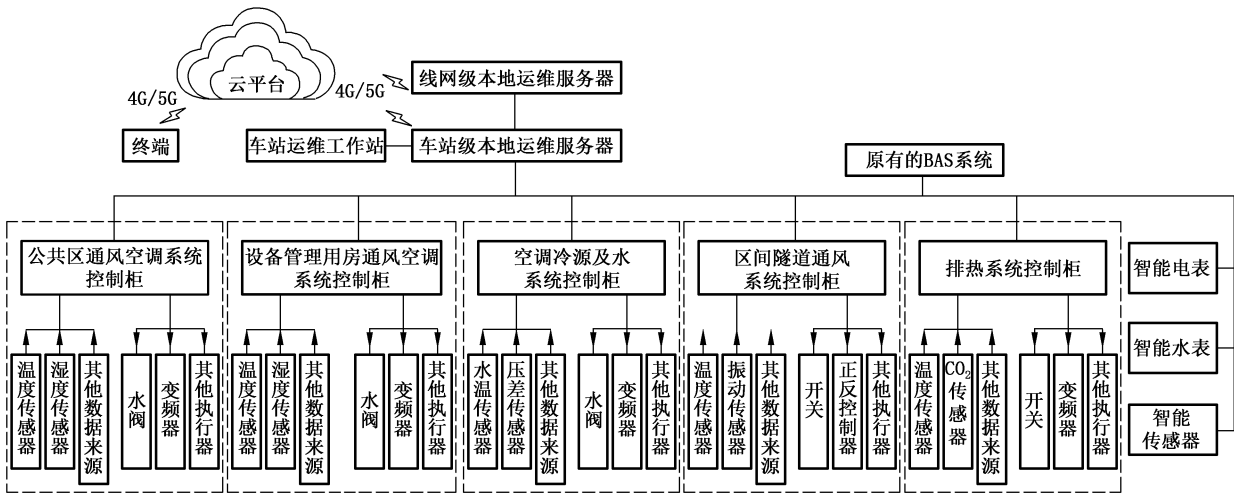 云平台
4G/5G
4G/5G
线网级本地运维服务器
终端
车站运维工作站
车站级本地运维服务器
原有的BAS系统
公共区通风空调系统
控制柜
设备管理用房通风空调
系统控制柜
空调冷源及水
系统控制柜
区间隧道通风
系统控制柜
排热系统控制柜
智能电表
智能水表
智能
传感器
温度传感器
湿度传感器
其他数据来源
水阀
变频器
其他执行器
温度传感器
湿度传感器
其他数据来源
水阀
变频器
其他执行器
水温传感器
压差传感器
其他数据来源
水阀
变频器
其他执行器
温度传感器
振动传感器
其他数据来源
开关
正反控制器
其他执行器
温度传感器
CO₂传感器
其他数据来源
开关
变频器
其他执行器